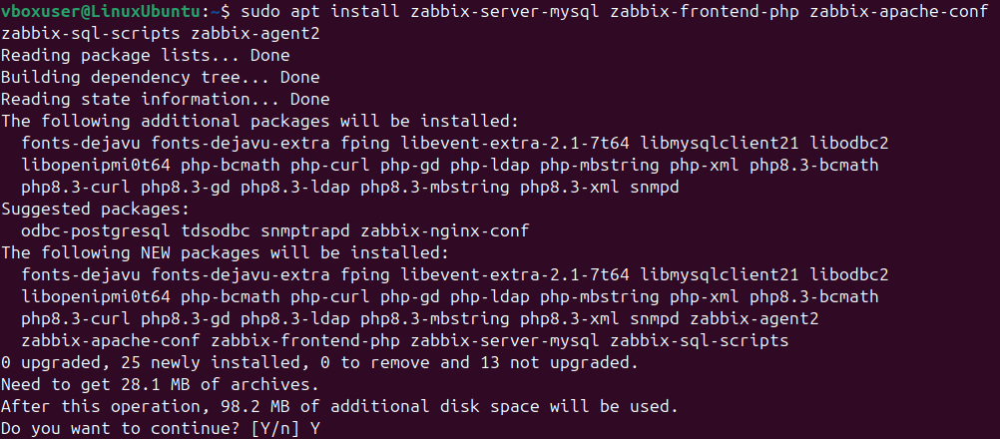 vboxuser@LinuxUbuntu:~$ sudo apt install zabbix-server-mysql zabbix-frontend-php zabbix-apache-conf
zabbix-sql-scripts zabbix-agent2
Reading package lists... Done
Building dependency tree... Done
Reading state information... Done
The following additional packages will be installed:
  fonts-dejavu fonts-dejavu-extra fping libevent-extra-2.1-7t64 libmysqlclient21 libodbc2
  libopenipmi0t64 php-bcmath php-curl php-gd php-ldap php-mbstring php-xml php8.3-bcmath
  php8.3-curl php8.3-gd php8.3-ldap php8.3-mbstring php8.3-xml snmpd
Suggested packages:
  odbc-postgresql tdsodbc snmptrapd zabbix-nginx-conf
The following NEW packages will be installed:
  fonts-dejavu fonts-dejavu-extra fping libevent-extra-2.1-7t64 libmysqlclient21 libodbc2
  libopenipmi0t64 php-bcmath php-curl php-gd php-ldap php-mbstring php-xml php8.3-bcmath
  php8.3-curl php8.3-gd php8.3-ldap php8.3-mbstring php8.3-xml snmpd zabbix-agent2
  zabbix-apache-conf zabbix-frontend-php zabbix-server-mysql zabbix-sql-scripts
0 upgraded, 25 newly installed, 0 to remove and 13 not upgraded.
Need to get 28.1 MB of archives.
After this operation, 98.2 MB of additional disk space will be used.
Do you want to continue? [Y/n] Y